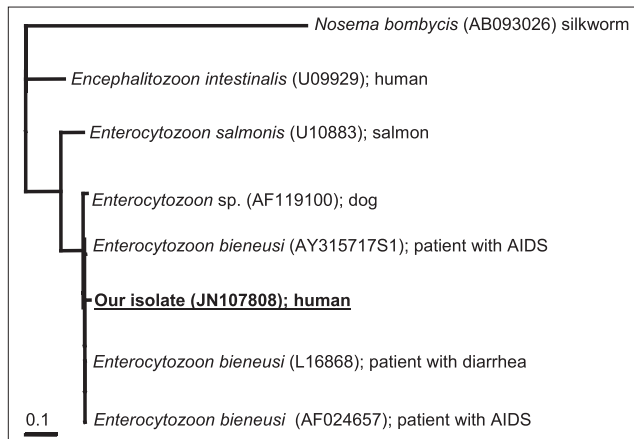 Nosema bombycis (AB093026) silkworm
Encephalitozoon intestinalis (U09929); human
Enterocytozoon salmonis (U10883); salmon
Enterocytozoon sp. (AF119100); dog
Enterocytozoon bieneusi (AY315717S1); patient with AIDS
Our isolate (JN107808); human
Enterocytozoon bieneusi (L16868); patient with diarrhea
0.1
Enterocytozoon bieneusi (AF024657); patient with AIDS